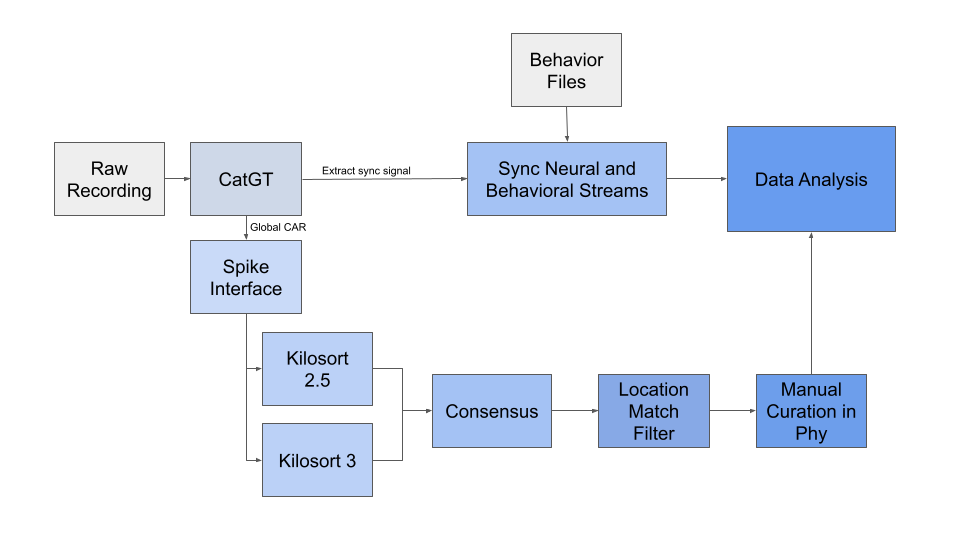 Behavior
Files
Raw
Recording
CatGT
Extract sync signal
Sync Neural and
Behavioral Streams
Data Analysis
Global CAR
Spike
Interface
Kilosort
2.5
Kilosort 3
Consensus
Location
Match
Filter
Manual
Curation in
Phy